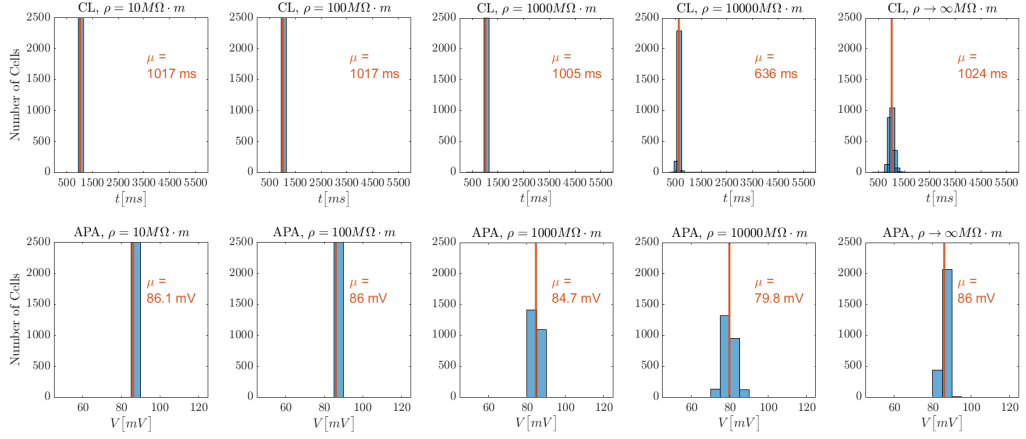 CL, ρ = 10MΩ · m
CL, ρ = 100MΩ · m
CL, ρ = 1000MΩ · m
CL, ρ = 10000MΩ · m
CL, ρ → ∞MΩ · m
Number of Cells
2500
2000
1500
1000
500
0
μ =
1017 ms
500 1500 2500 3500 4500 5500
t[ms]
2500
2000
1500
1000
500
0
μ =
1017 ms
500 1500 2500 3500 4500 5500
t[ms]
2500
2000
1500
1000
500
0
μ =
1005 ms
500 1500 2500 3500 4500 5500
t[ms]
2500
2000
1500
1000
500
0
μ =
636 ms
500 1500 2500 3500 4500 5500
t[ms]
2500
2000
1500
1000
500
0
μ =
1024 ms
500 1500 2500 3500 4500 5500
t[ms]
APA, ρ = 10MΩ · m
APA, ρ = 100MΩ · m
APA, ρ = 1000MΩ · m
APA, ρ = 10000MΩ · m
APA, ρ → ∞MΩ · m
Number of Cells
2500
2000
1500
1000
500
0
μ =
86.1 mV
60 80 100 120
V[mV]
2500
2000
1500
1000
500
0
μ =
86 mV
60 80 100 120
V[mV]
2500
2000
1500
1000
500
0
μ =
84.7 mV
60 80 100 120
V[mV]
2500
2000
1500
1000
500
0
μ =
79.8 mV
60 80 100 120
V[mV]
2500
2000
1500
1000
500
0
μ =
86 mV
60 80 100 120
V[mV]